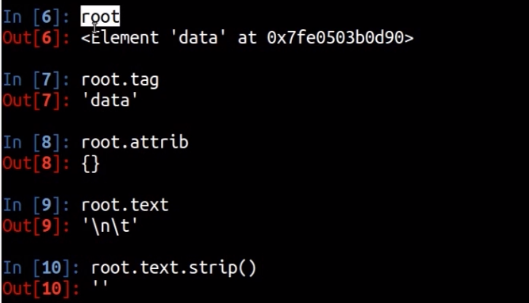 In [6]: root
Out[6]: <Element 'data' at 0x7fe0503b0d90>
In [7]: root.tag
Out[7]: 'data'
In [8]: root.attrib
Out[8]: {}
In [9]: root.text
Out[9]: '\n\t'
In [10]: root.text.strip()
Out[10]: ''